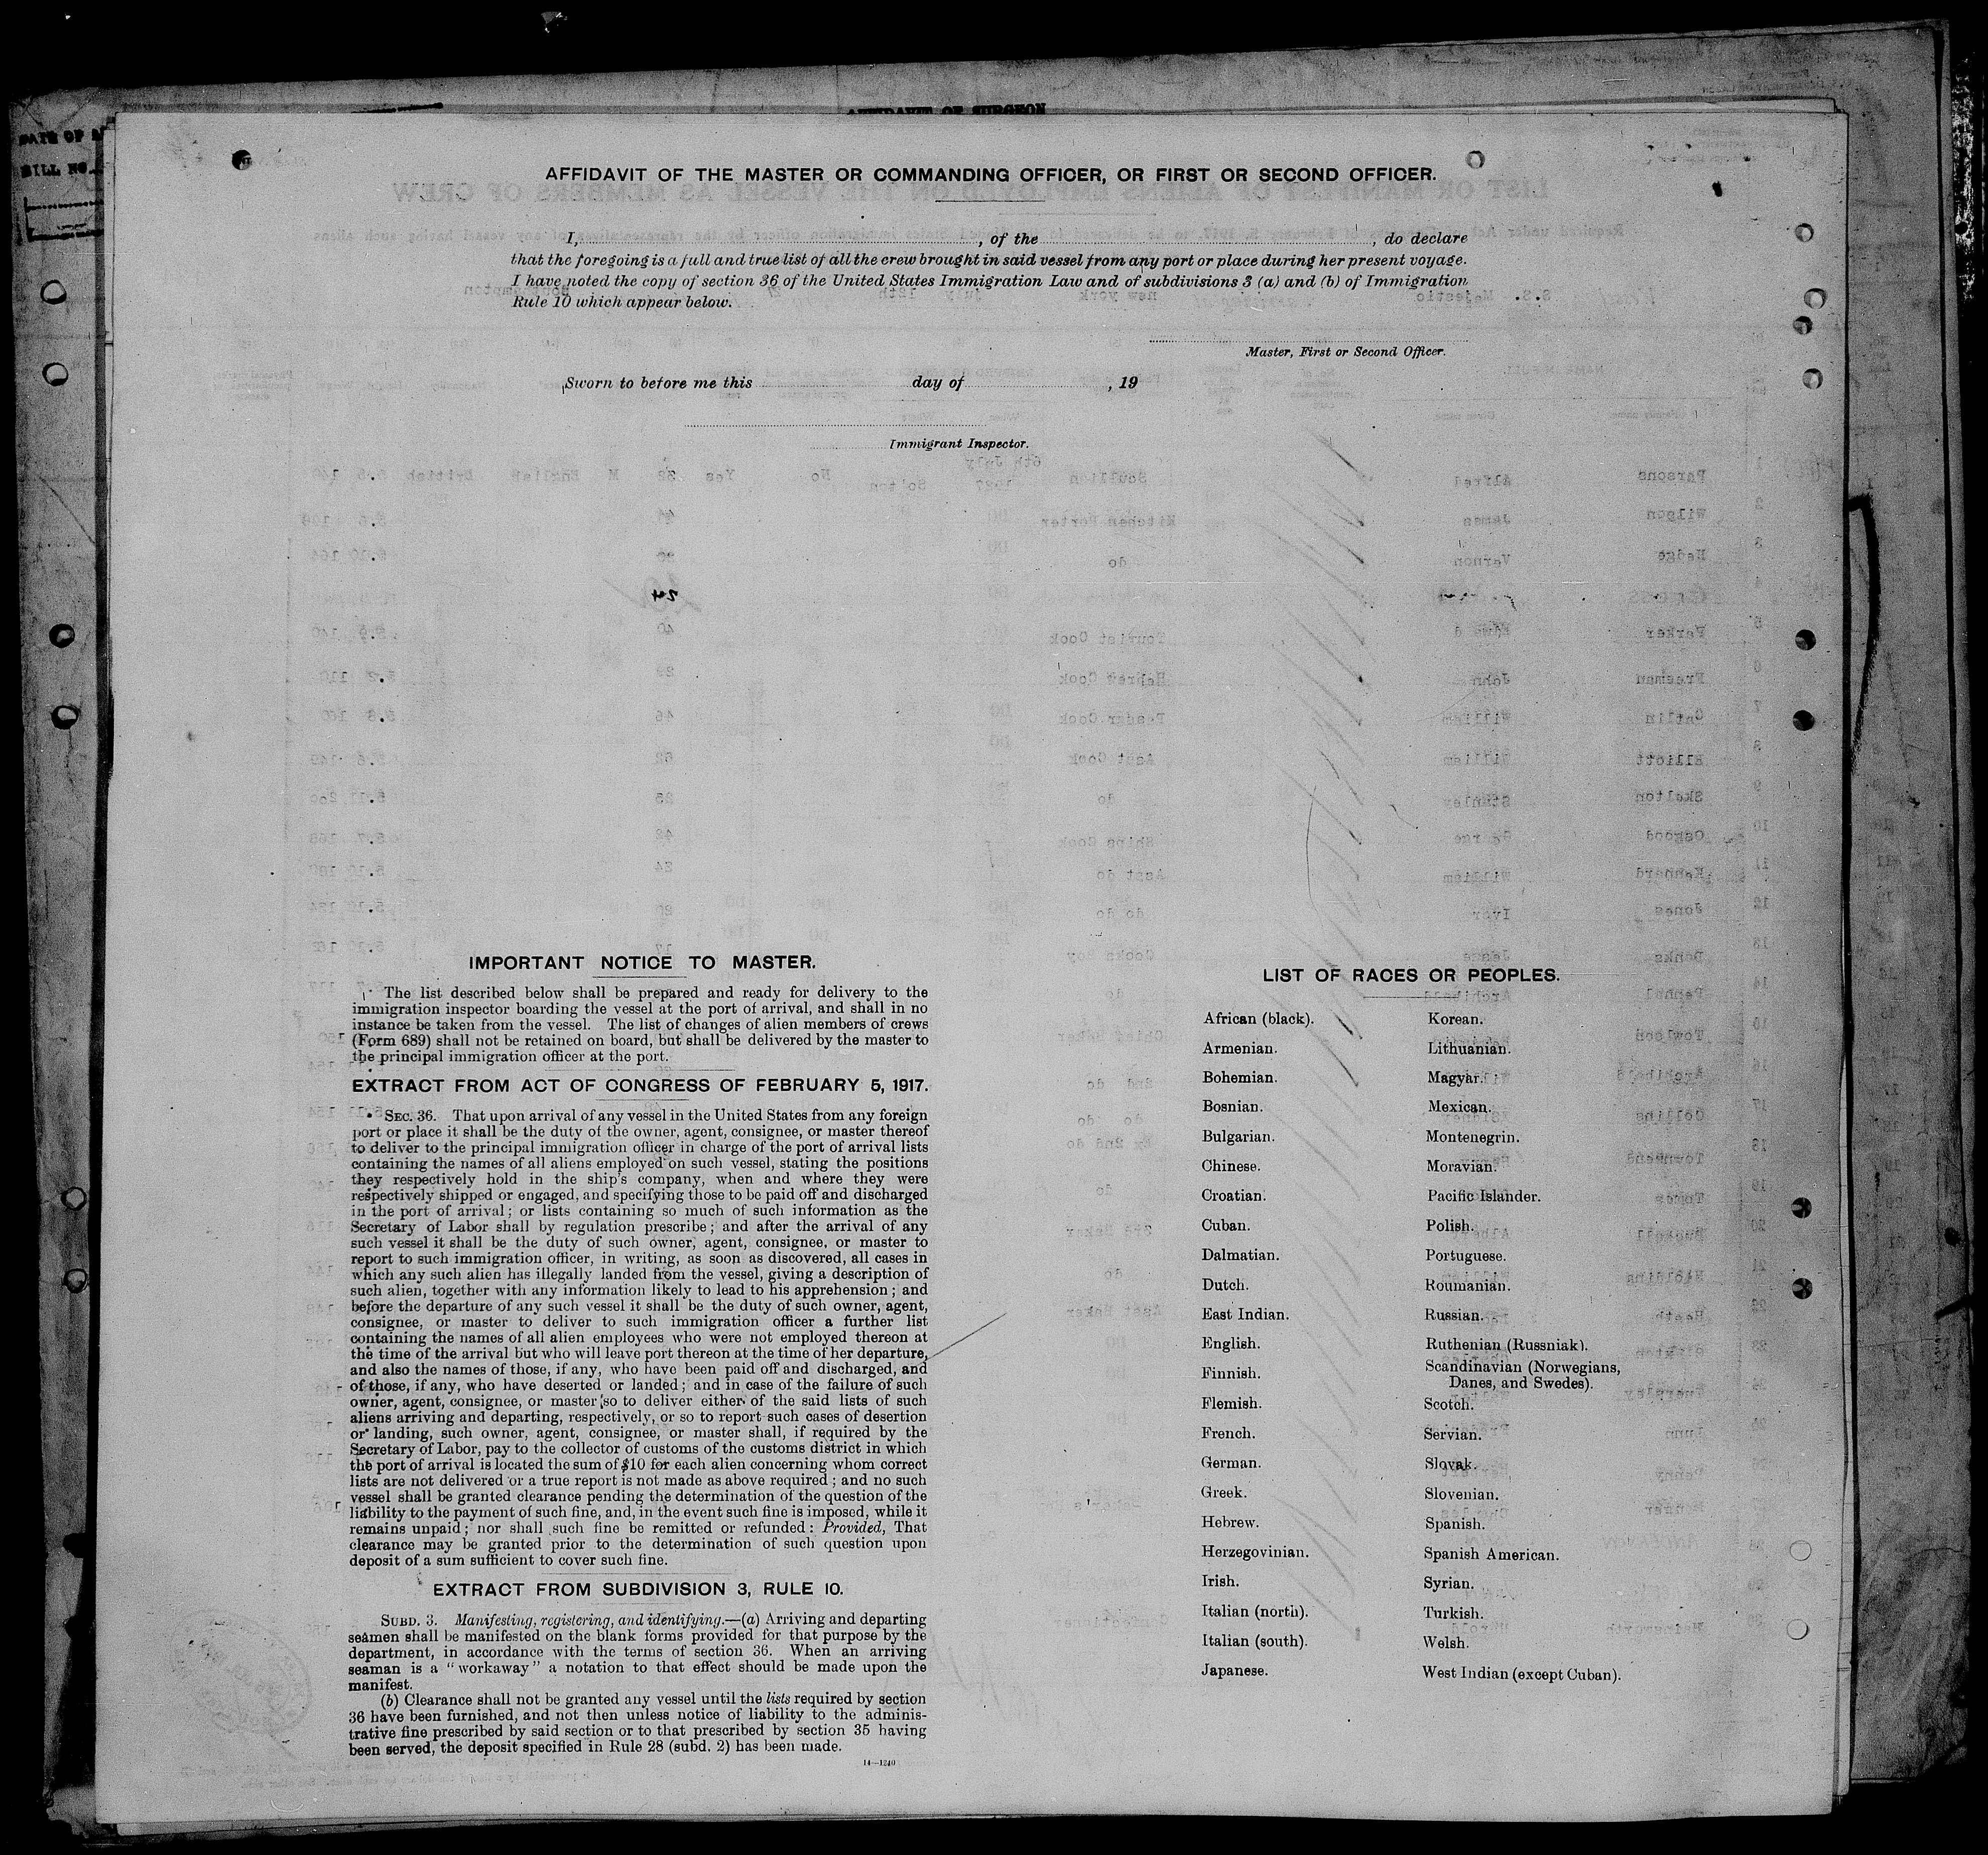 AFFIDAVIT OF SURGEON
DATE OF
BILL NO.
AFFIDAVIT OF THE MASTER OR COMMANDING OFFICER, OR FIRST OR SECOND OFFICER.
I, , of the , do declare
that the foregoing is a full and true list of all the crew brought in said vessel from any port or place during her present voyage.
I have noted the copy of section 36 of the United States Immigration Law and of subdivisions 3 (a) and (b) of Immigration
Rule 10 which appear below.
Master, First or Second Officer.
Sworn to before me this day of , 19
Immigrant Inspector.
IMPORTANT NOTICE TO MASTER.
The list described below shall be prepared and ready for delivery to the
immigration inspector boarding the vessel at the port of arrival, and shall in no
instance be taken from the vessel. The list of changes of alien members of crews
(Form 689) shall not be retained on board, but shall be delivered by the master to
the principal immigration officer at the port.
EXTRACT FROM ACT OF CONGRESS OF FEBRUARY 5, 1917.
SEC. 36. That upon arrival of any vessel in the United States from any foreign
port or place it shall be the duty of the owner, agent, consignee, or master thereof
to deliver to the principal immigration officer in charge of the port of arrival lists
containing the names of all aliens employed on such vessel, stating the positions
they respectively hold in the ship's company, when and where they were
respectively shipped or engaged, and specifying those to be paid off and discharged
in the port of arrival; or lists containing so much of such information as the
Secretary of Labor shall by regulation prescribe; and after the arrival of any
such vessel it shall be the duty of such owner, agent, consignee, or master to
report to such immigration officer, in writing, as soon as discovered, all cases in
which any such alien has illegally landed from the vessel, giving a description of
such alien, together with any information likely to lead to his apprehension; and
before the departure of any such vessel it shall be the duty of such owner, agent,
consignee, or master to deliver to such immigration officer a further list
containing the names of all alien employees who were not employed thereon at
the time of the arrival but who will leave port thereon at the time of her departure,
and also the names of those, if any, who have been paid off and discharged, and
of those, if any, who have deserted or landed; and in case of the failure of such
owner, agent, consignee, or master so to deliver either of the said lists of such
aliens arriving and departing, respectively, or so to report such cases of desertion
or landing, such owner, agent, consignee, or master shall, if required by the
Secretary of Labor, pay to the collector of customs of the customs district in which
the port of arrival is located the sum of $10 for each alien concerning whom correct
lists are not delivered or a true report is not made as above required; and no such
vessel shall be granted clearance pending the determination of the question of the
liability to the payment of such fine, and, in the event such fine is imposed, while it
remains unpaid; nor shall such fine be remitted or refunded: Provided, That
clearance may be granted prior to the determination of such question upon
deposit of a sum sufficient to cover such fine.
EXTRACT FROM SUBDIVISION 3, RULE 10.
SUBD. 3. Manifesting, registering, and identifying.—(a) Arriving and departing
seamen shall be manifested on the blank forms provided for that purpose by the
department, in accordance with the terms of section 36. When an arriving
seaman is a "workaway" a notation to that effect should be made upon the
manifest.
(b) Clearance shall not be granted any vessel until the lists required by section
36 have been furnished, and not then unless notice of liability to the adminis-
trative fine prescribed by said section or to that prescribed by section 35 having
been served, the deposit specified in Rule 28 (subd. 2) has been made.
14—1240
LIST OF RACES OR PEOPLES.
African (black).
Armenian.
Bohemian.
Bosnian.
Bulgarian.
Chinese.
Croatian.
Cuban.
Dalmatian.
Dutch.
East Indian.
English.
Finnish.
Flemish.
French.
German.
Greek.
Hebrew.
Herzegovinian.
Irish.
Italian (north).
Italian (south).
Japanese.
Korean.
Lithuanian.
Magyar.
Mexican.
Montenegrin.
Moravian.
Pacific Islander.
Polish.
Portuguese.
Roumanian.
Russian.
Ruthenian (Russniak).
Scandinavian (Norwegians,
Danes, and Swedes).
Scotch.
Servian.
Slovak.
Slovenian.
Spanish.
Spanish American.
Syrian.
Turkish.
Welsh.
West Indian (except Cuban).